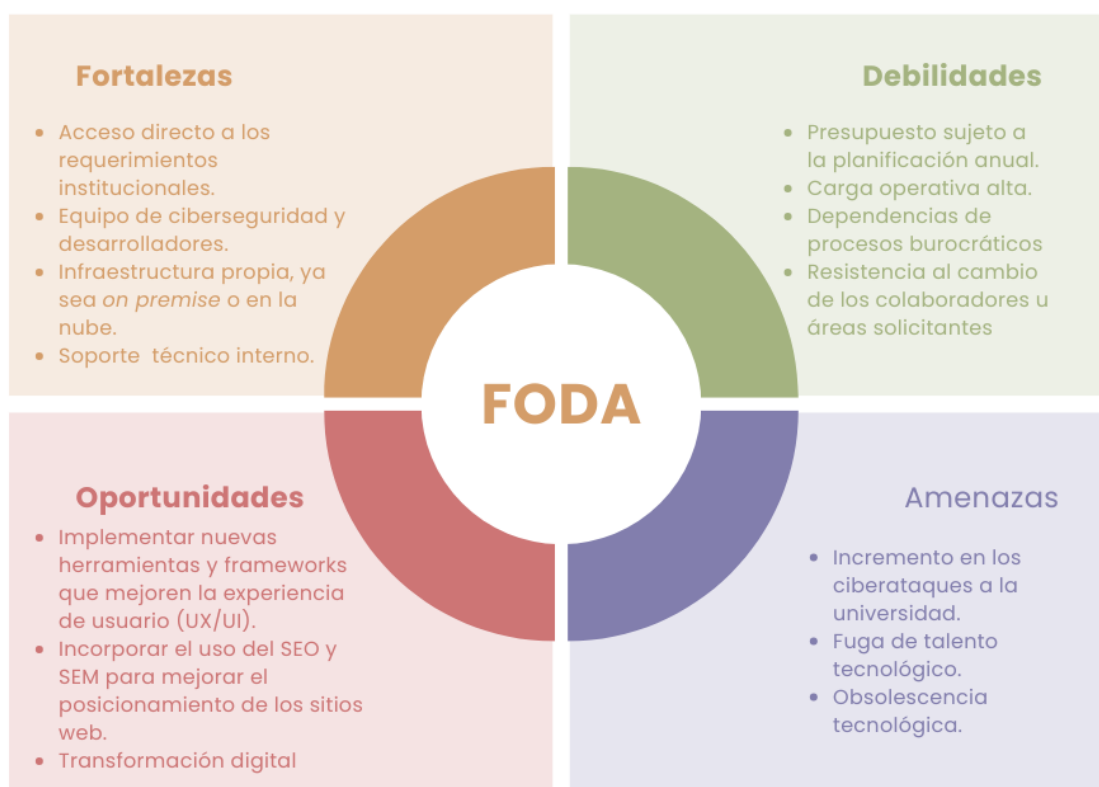 Fortalezas
Acceso directo a los
requerimientos
institucionales.
Equipo de ciberseguridad y
desarrolladores.
Infraestructura propia, ya
sea on premise o en la
nube.
Soporte técnico interno.
Debilidades
Presupuesto sujeto a
la planificación anual.
Carga operativa alta.
Dependencias de
procesos burocráticos
Resistencia al cambio
de los colaboradores u
áreas solicitantes
FODA
Oportunidades
Implementar nuevas
herramientas y frameworks
que mejoren la experiencia
de usuario (UX/UI).
Incorporar el uso del SEO y
SEM para mejorar el
posicionamiento de los sitios
web.
Transformación digital
Amenazas
Incremento en los
ciberataques a la
universidad.
Fuga de talento
tecnológico.
Obsolescencia
tecnológica.